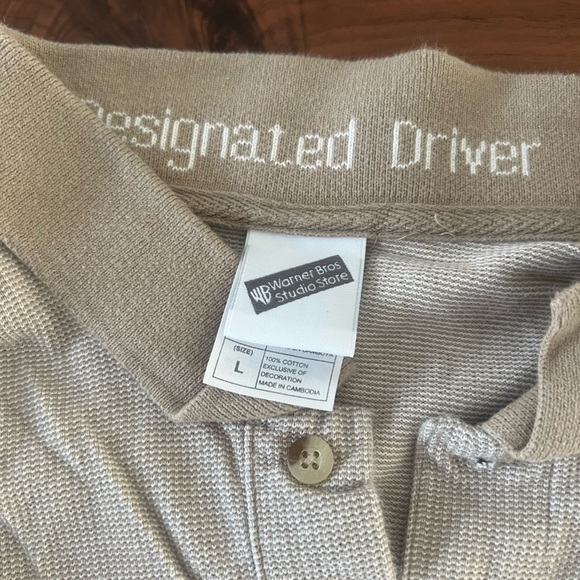 Designated Driver
WB Warner Bros
Studio Store
(SIZE)
L
100% COTTON
EXCLUSIVE OF
DECORATION
MADE IN CAMBODIA